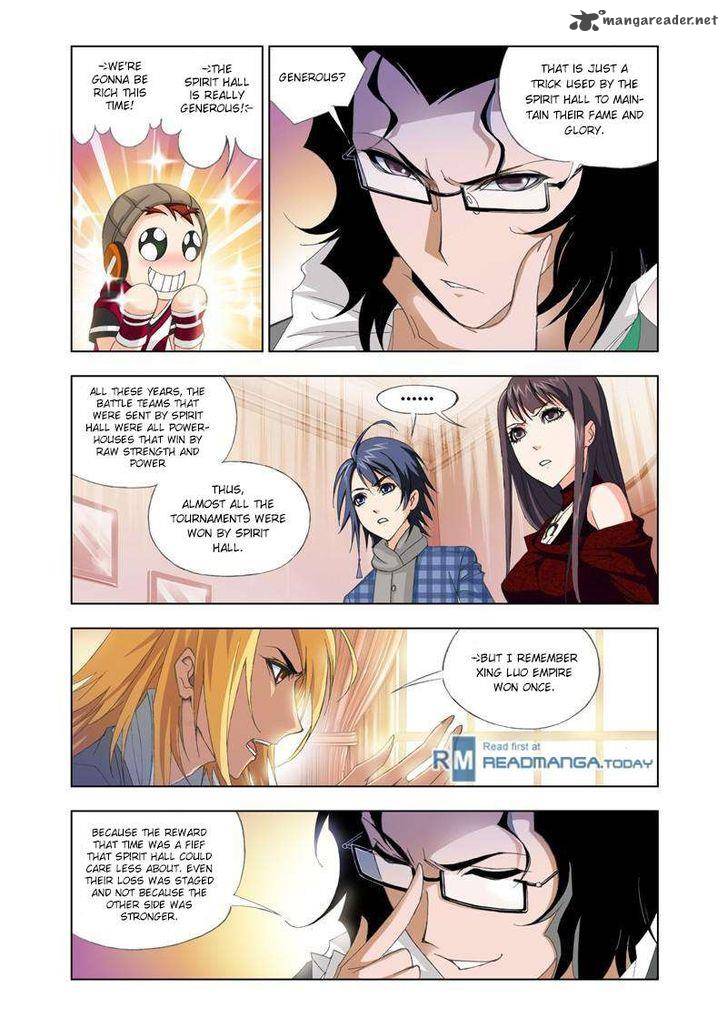 mangareader.net
~WE'RE
GONNA BE
RICH THIS
TIME!
~THE
SPIRIT HALL
IS REALLY
GENEROUS!~
GENEROUS?
THAT IS JUST A
TRICK USED BY THE
SPIRIT HALL TO MAIN-
TAIN THEIR FAME AND
GLORY.
ALL THESE YEARS, THE
BATTLE TEAMS THAT
WERE SENT BY SPIRIT
HALL WERE ALL POWER-
HOUSES THAT WIN BY
RAW STRENGTH AND
POWER
THUS,
ALMOST ALL THE
TOURNAMENTS WERE
WON BY SPIRIT
HALL.
......
~BUT I REMEMBER
XING LUO EMPIRE
WON ONCE.
Read first at
RM READMANGA.TODAY
BECAUSE THE REWARD
THAT TIME WAS A FIEF
THAT SPIRIT HALL COULD
CARE LESS ABOUT. EVEN
THEIR LOSS WAS STAGED
AND NOT BECAUSE THE
OTHER SIDE WAS
STRONGER.